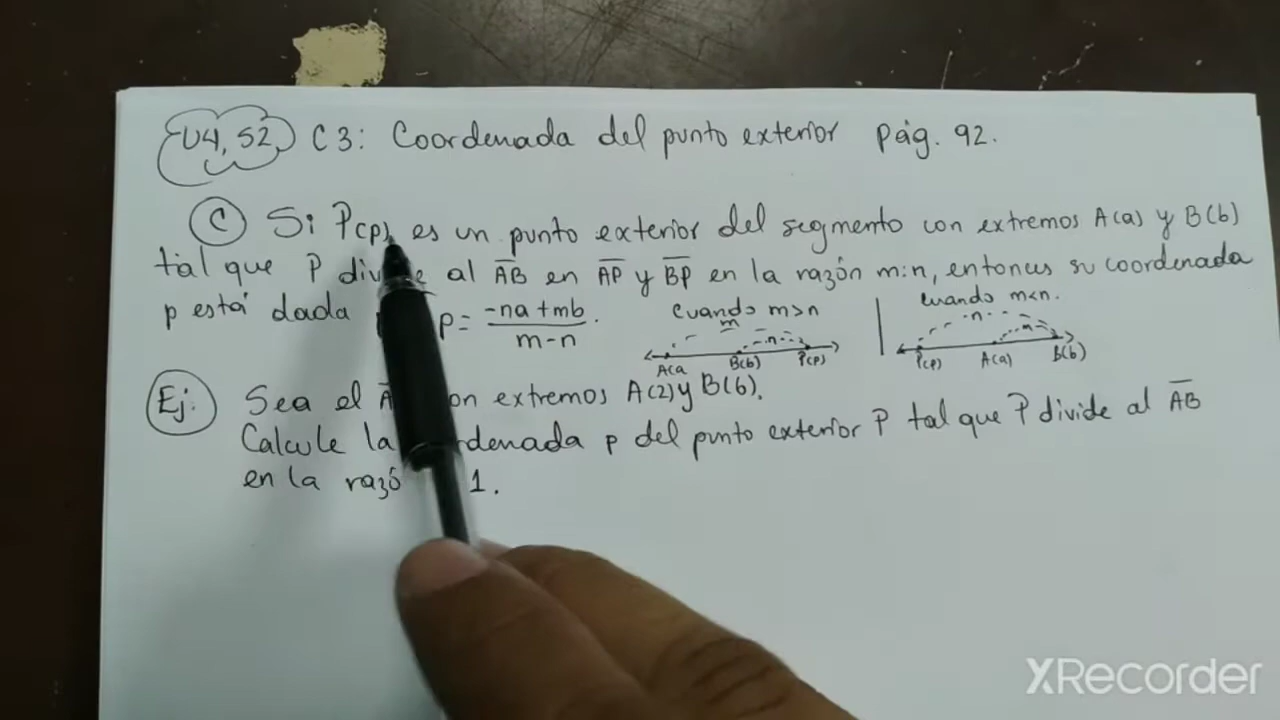 U4, S2 C3: Coordenada del punto exterior Pág. 92.
C Si P(p) es un punto exterior del segmento con extremos A(a) y B(b)
tal que P divide al AB en AP y BP en la razón m:n, entonces su coordenada
p está dada p= -na+mb / m-n.
cuando m>n
m
n
A(a B(b) P(p)
cuando m<n.
n
m
P(p) A(a) B(b)
Ej: Sea el on extremos A(2) y B(6).
Calcule la rdenada p del punto exterior P tal que P divide al AB
en la razó 1.
XRecorder